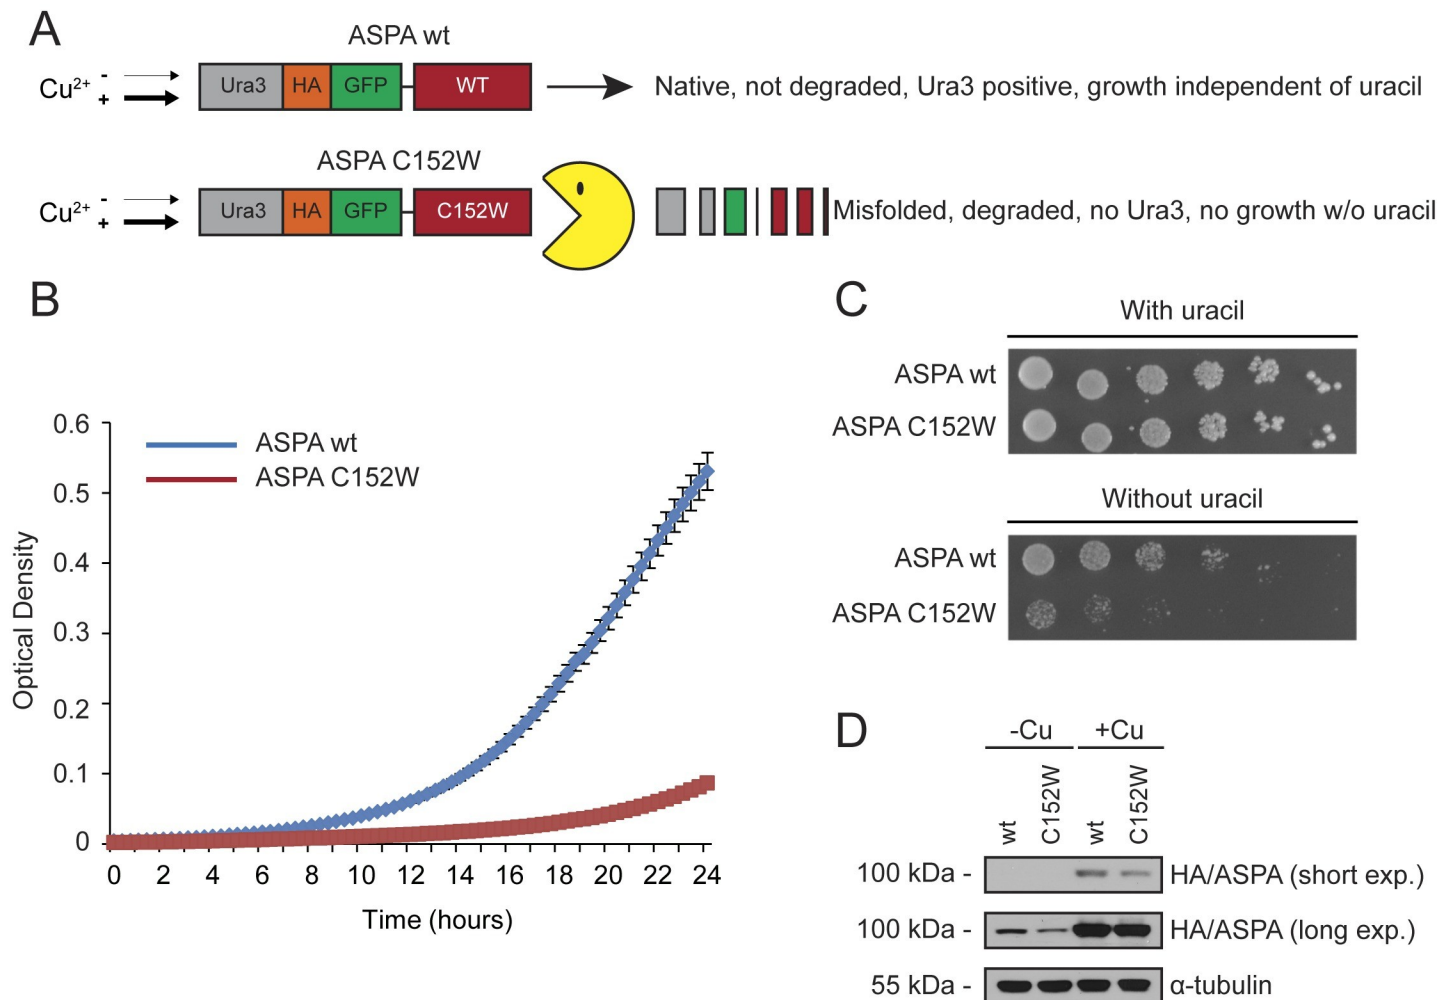 A
ASPA wt
Cu²⁺ - +
Ura3 HA GFP WT
Native, not degraded, Ura3 positive, growth independent of uracil
ASPA C152W
Cu²⁺ - +
Ura3 HA GFP C152W
Misfolded, degraded, no Ura3, no growth w/o uracil
B
ASPA wt
ASPA C152W
Optical Density
0.6
0.5
0.4
0.3
0.2
0.1
0
0 2 4 6 8 10 12 14 16 18 20 22 24
Time (hours)
C
With uracil
ASPA wt
ASPA C152W
Without uracil
ASPA wt
ASPA C152W
D
-Cu +Cu
wt C152W wt C152W
100 kDa - HA/ASPA (short exp.)
100 kDa - HA/ASPA (long exp.)
55 kDa - α-tubulin